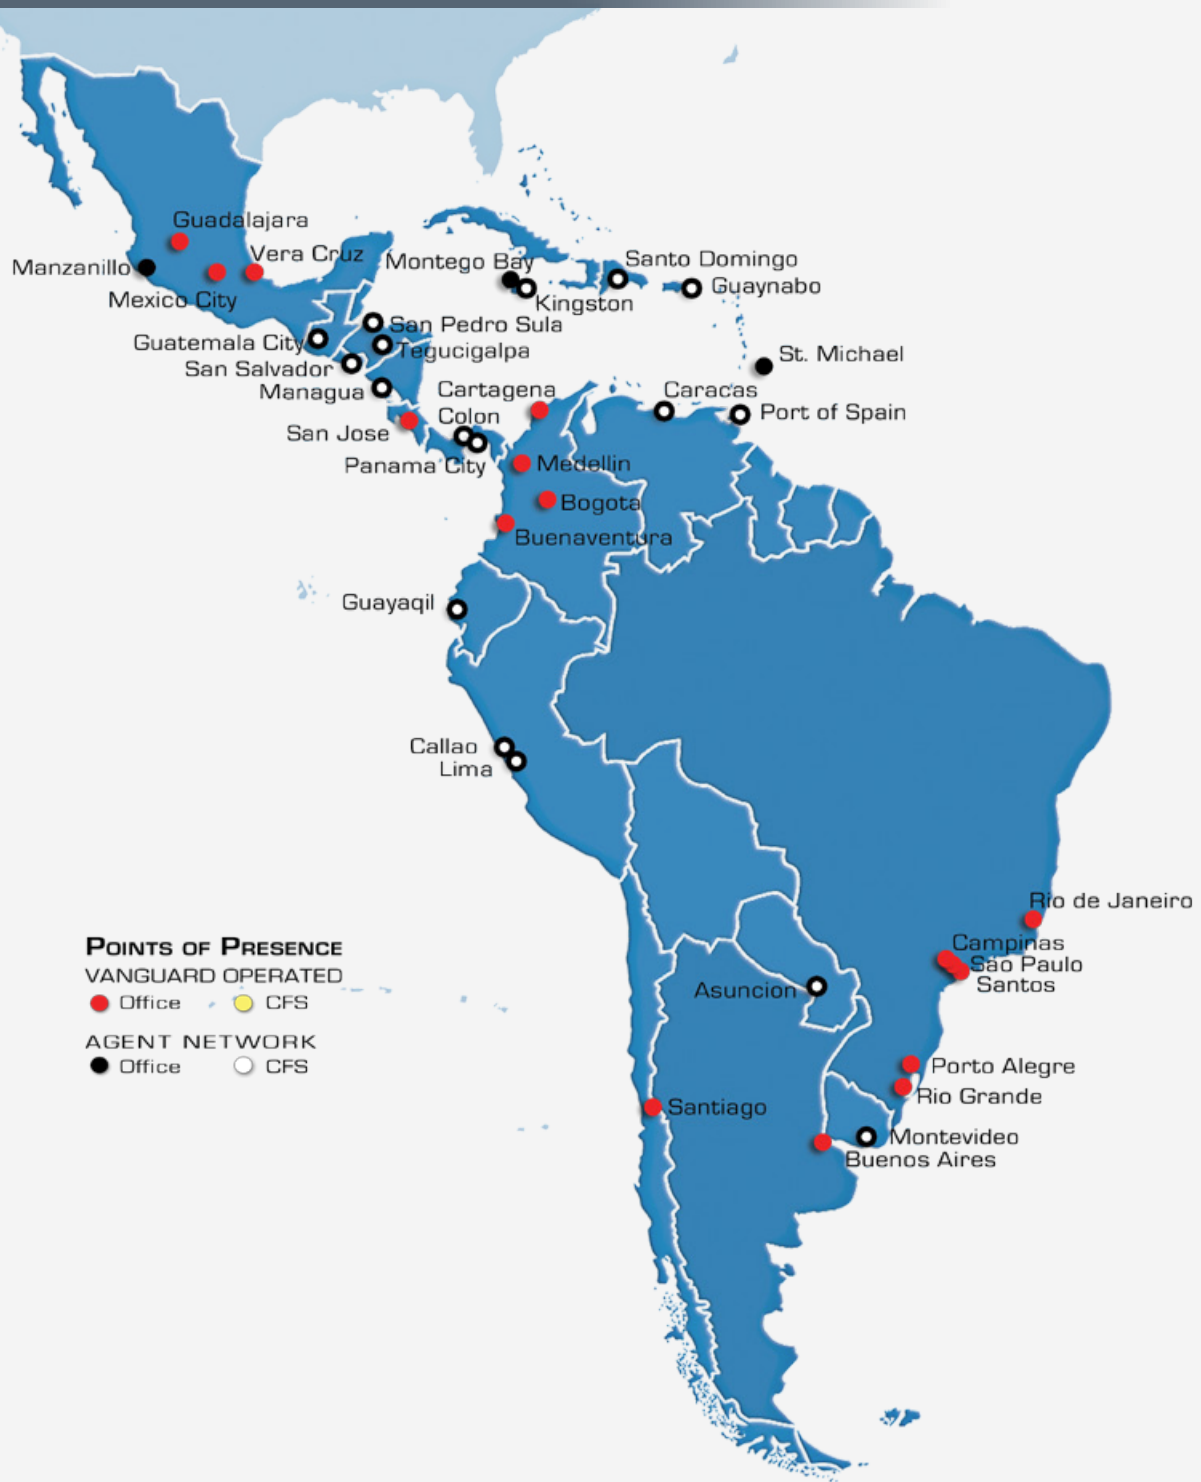 Guadalajara
Vera Cruz
Manzanillo
Mexico City
Montego Bay
Kingston
Santo Domingo
Guaynabo
San Pedro Sula
Guatemala City
Tegucigalpa
San Salvador
Managua
St. Michael
Cartagena
Caracas
Colon
Port of Spain
San Jose
Panama City
Medellin
Bogota
Buenaventura
Guayaqil
Callao
Lima
Rio de Janeiro
Campinas
São Paulo
Santos
Asuncion
Porto Alegre
Rio Grande
Santiago
Montevideo
Buenos Aires
POINTS OF PRESENCE
VANGUARD OPERATED
Office CFS
AGENT NETWORK
Office CFS